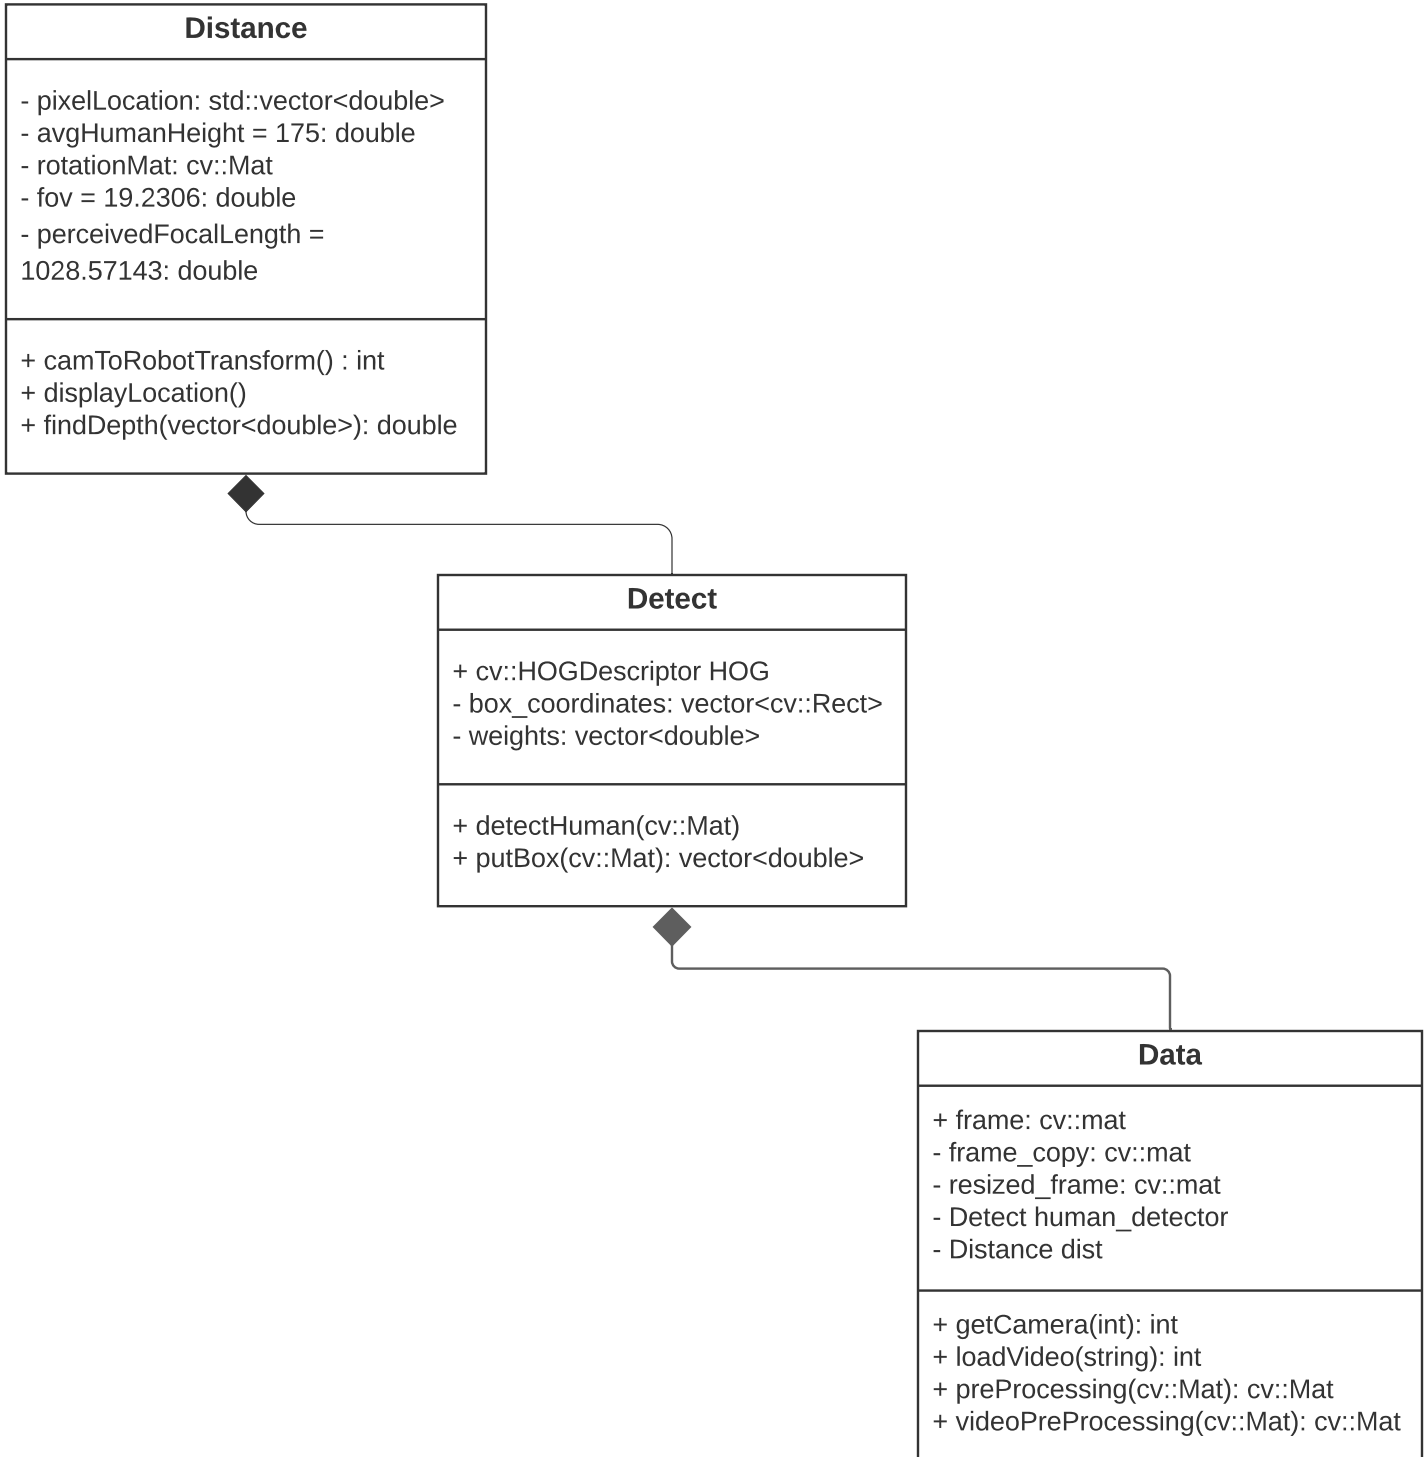 Distance
- pixelLocation: std::vector<double>
- avgHumanHeight = 175: double
- rotationMat: cv::Mat
- fov = 19.2306: double
- perceivedFocalLength =
1028.57143: double
+ camToRobotTransform() : int
+ displayLocation()
+ findDepth(vector<double>): double
Detect
+ cv::HOGDescriptor HOG
- box_coordinates: vector<cv::Rect>
- weights: vector<double>
+ detectHuman(cv::Mat)
+ putBox(cv::Mat): vector<double>
Data
+ frame: cv::mat
- frame_copy: cv::mat
- resized_frame: cv::mat
- Detect human_detector
- Distance dist
+ getCamera(int): int
+ loadVideo(string): int
+ preProcessing(cv::Mat): cv::Mat
+ videoPreProcessing(cv::Mat): cv::Mat